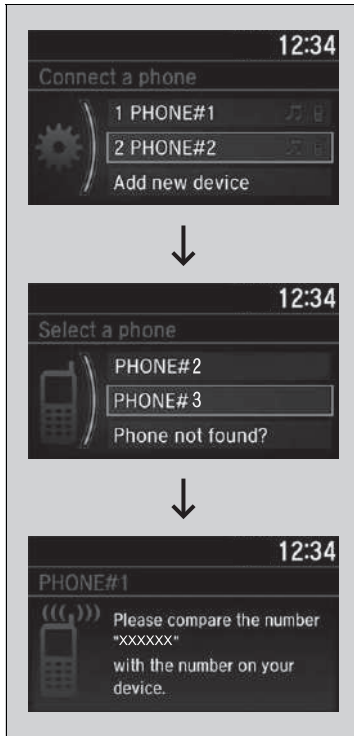 12:34
Connect a phone
1 PHONE#1
2 PHONE#2
Add new device
12:34
Select a phone
PHONE#2
PHONE#3
Phone not found?
12:34
PHONE#1
Please compare the number
"XXXXXX"
with the number on your
device.